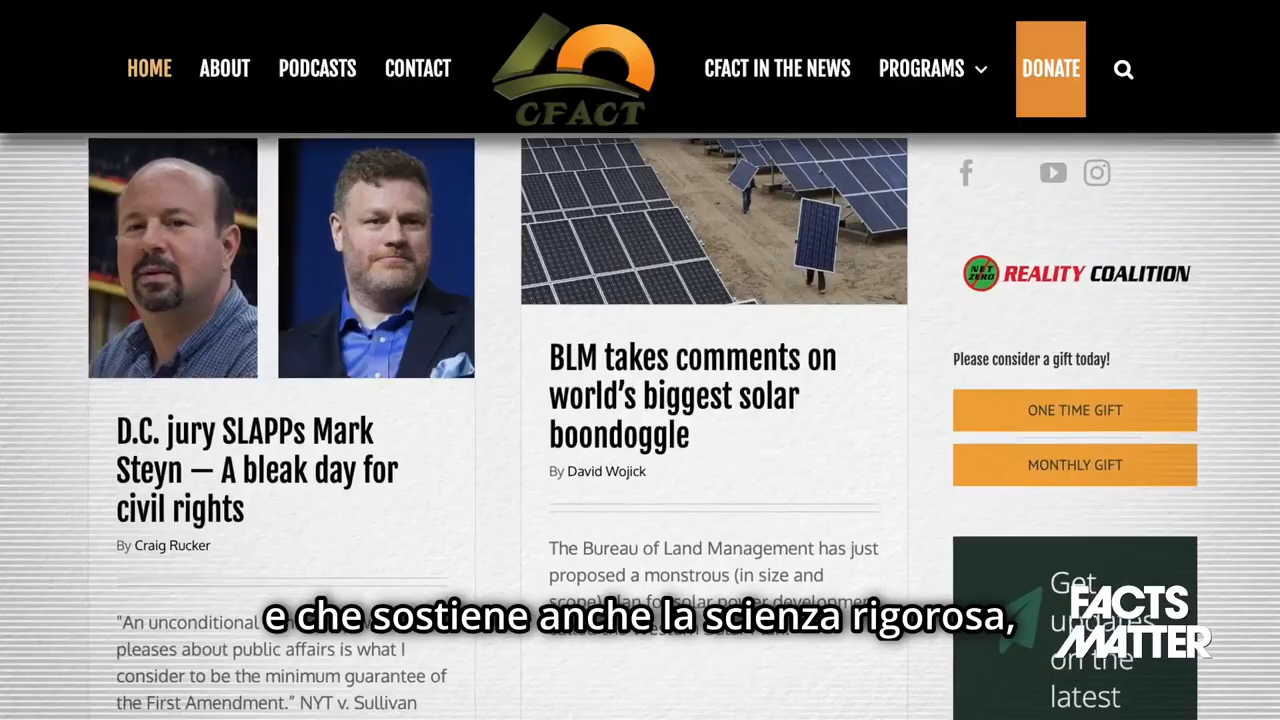 HOME ABOUT PODCASTS CONTACT
CFACT
CFACT IN THE NEWS PROGRAMS DONATE
NET ZERO REALITY COALITION
D.C. jury SLAPPs Mark
Steyn — A bleak day for
civil rights
By Craig Rucker
"An unconditional
pleases about public affairs is what I
consider to be the minimum guarantee of
the First Amendment.” NYT v. Sullivan
BLM takes comments on
world’s biggest solar
boondoggle
By David Wojick
The Bureau of Land Management has just
proposed a monstrous (in size and
scope) plan for solar power development
Please consider a gift today!
ONE TIME GIFT
MONTHLY GIFT
Get
updates
on the
latest
e che sostiene anche la scienza rigorosa,
FACTS
MATTER